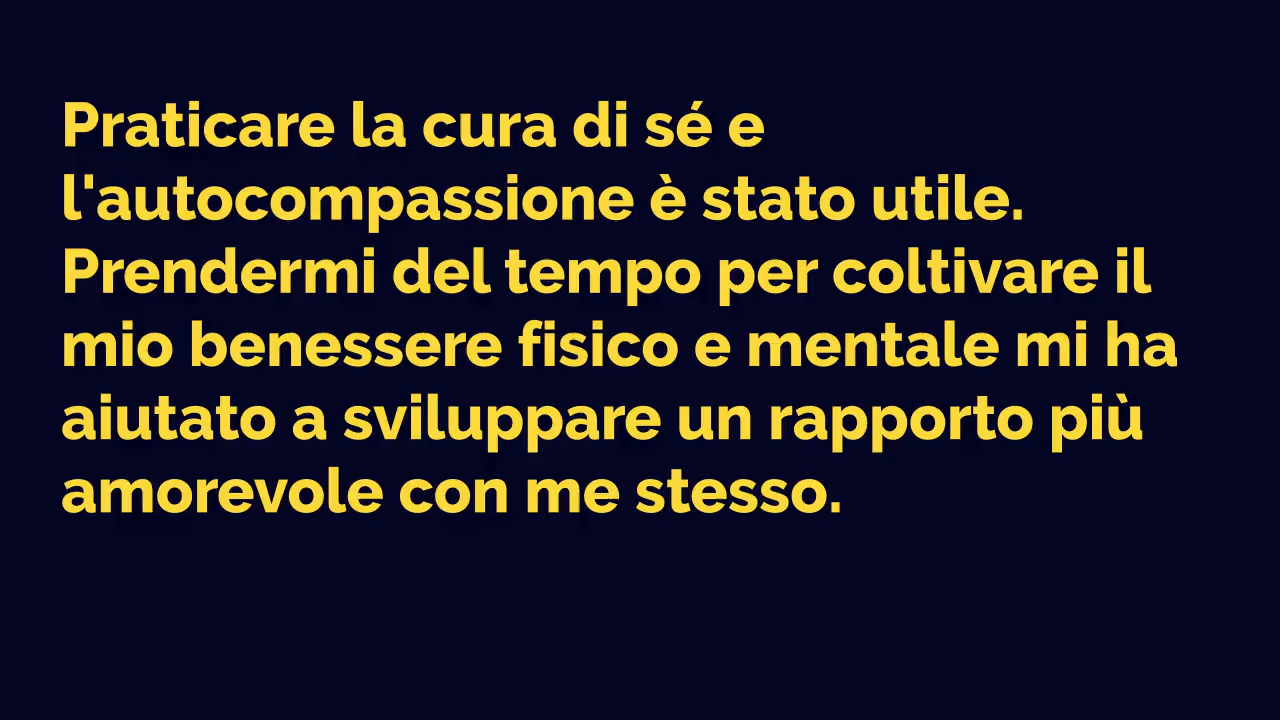 Praticare la cura di sé e
l'autocompassione è stato utile.
Prendermi del tempo per coltivare il
mio benessere fisico e mentale mi ha
aiutato a sviluppare un rapporto più
amorevole con me stesso.